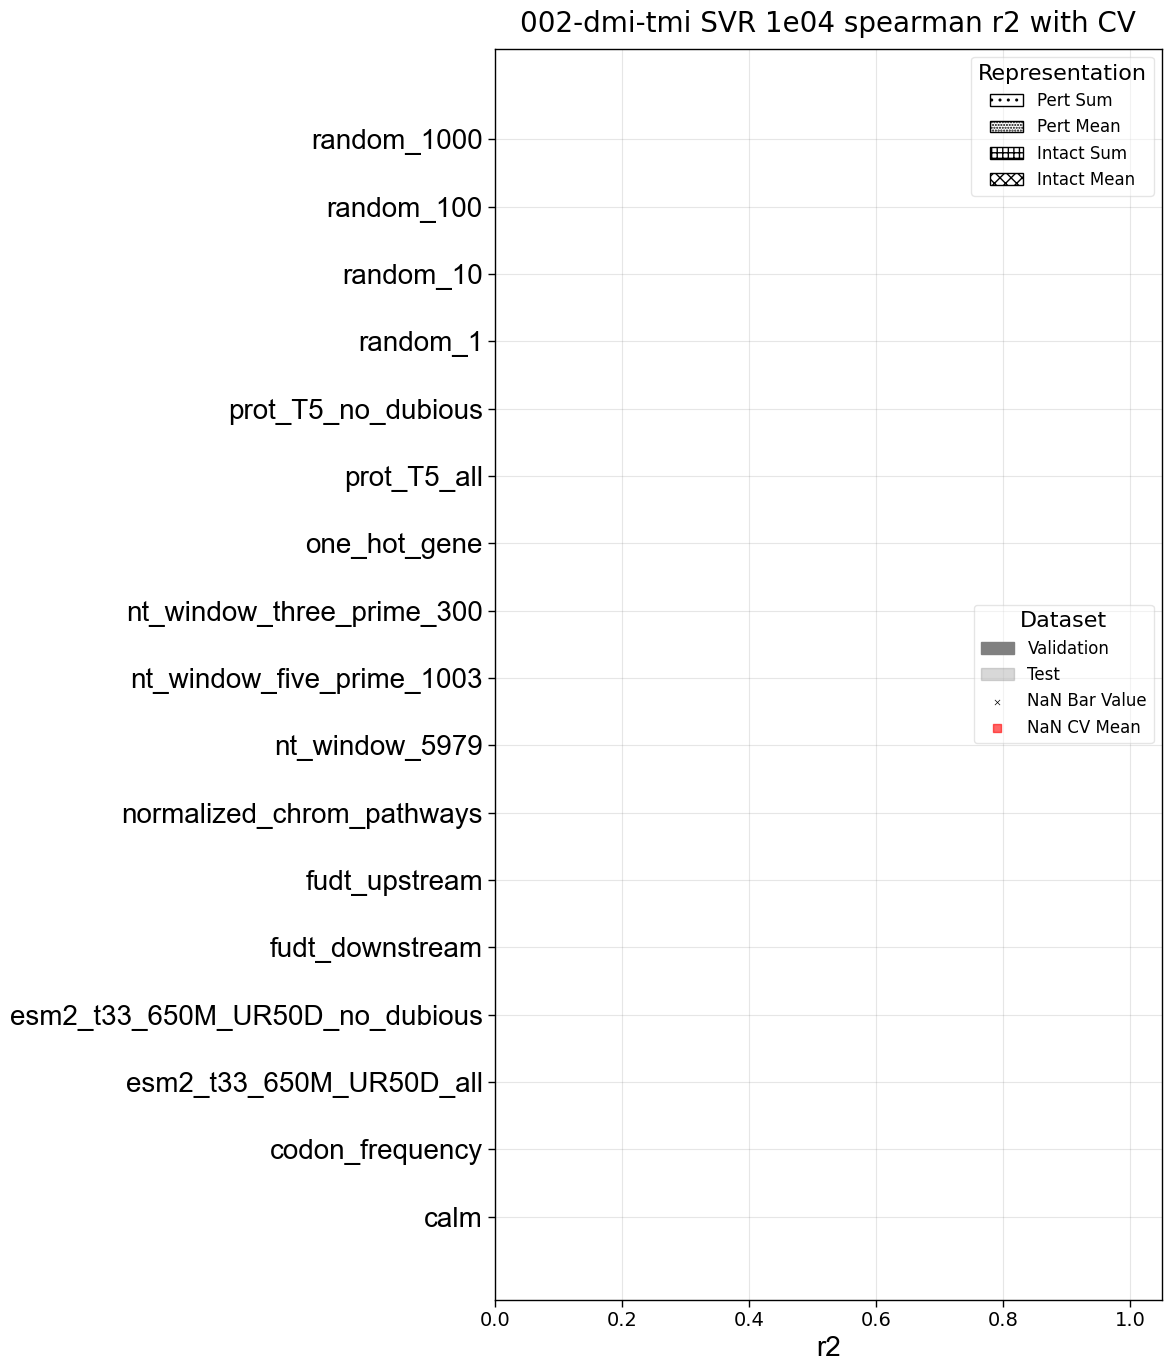 002-dmi-tmi SVR 1e04 spearman r2 with CV
Representation
Pert Sum
Pert Mean
Intact Sum
Intact Mean
random_1000
random_100
random_10
random_1
prot_T5_no_dubious
prot_T5_all
one_hot_gene
nt_window_three_prime_300
nt_window_five_prime_1003
nt_window_5979
normalized_chrom_pathways
fudt_upstream
fudt_downstream
esm2_t33_650M_UR50D_no_dubious
esm2_t33_650M_UR50D_all
codon_frequency
calm
Dataset
Validation
Test
NaN Bar Value
NaN CV Mean
0.0 0.2 0.4 0.6 0.8 1.0
r2